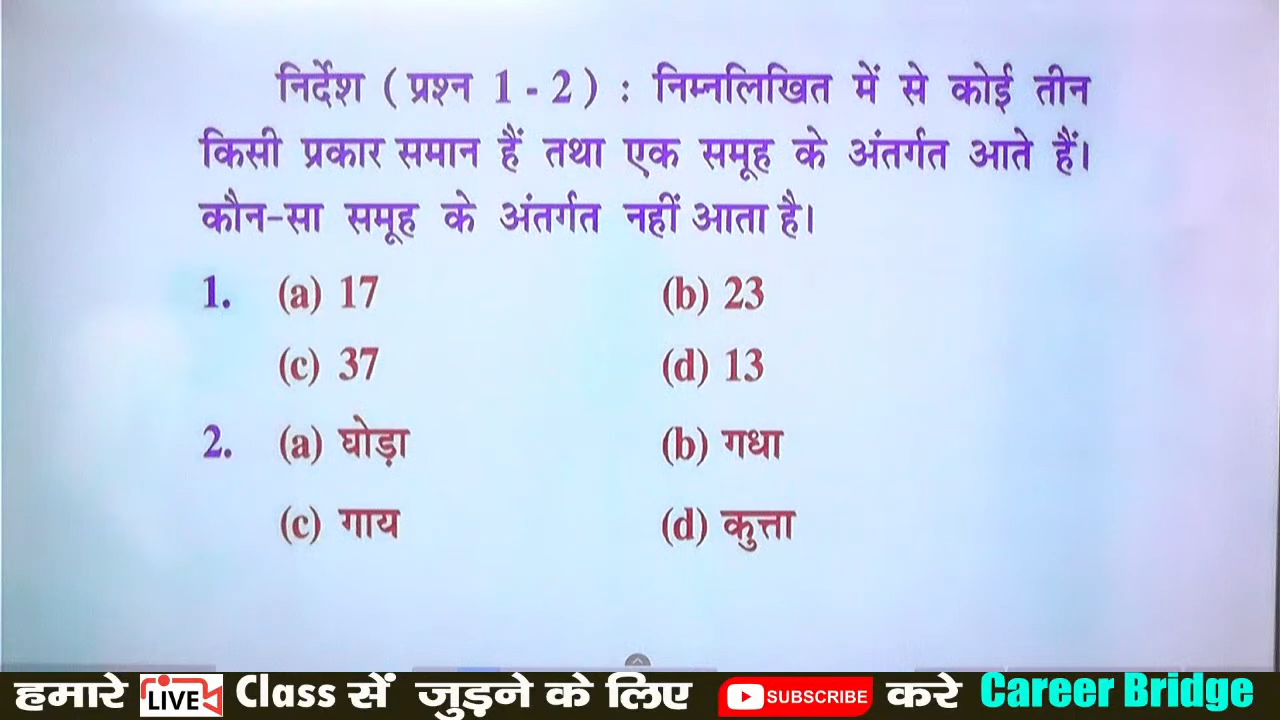 निर्देश ( प्रश्न 1 - 2 ) : निम्नलिखित में से कोई तीन
किसी प्रकार समान हैं तथा एक समूह के अंतर्गत आते हैं।
कौन-सा समूह के अंतर्गत नहीं आता है।
1. (a) 17 (b) 23
(c) 37 (d) 13
2. (a) घोड़ा (b) गधा
(c) गाय (d) कुत्ता
हमारे LIVE Class सें जुड़ने के लिए SUBSCRIBE करे Career Bridge